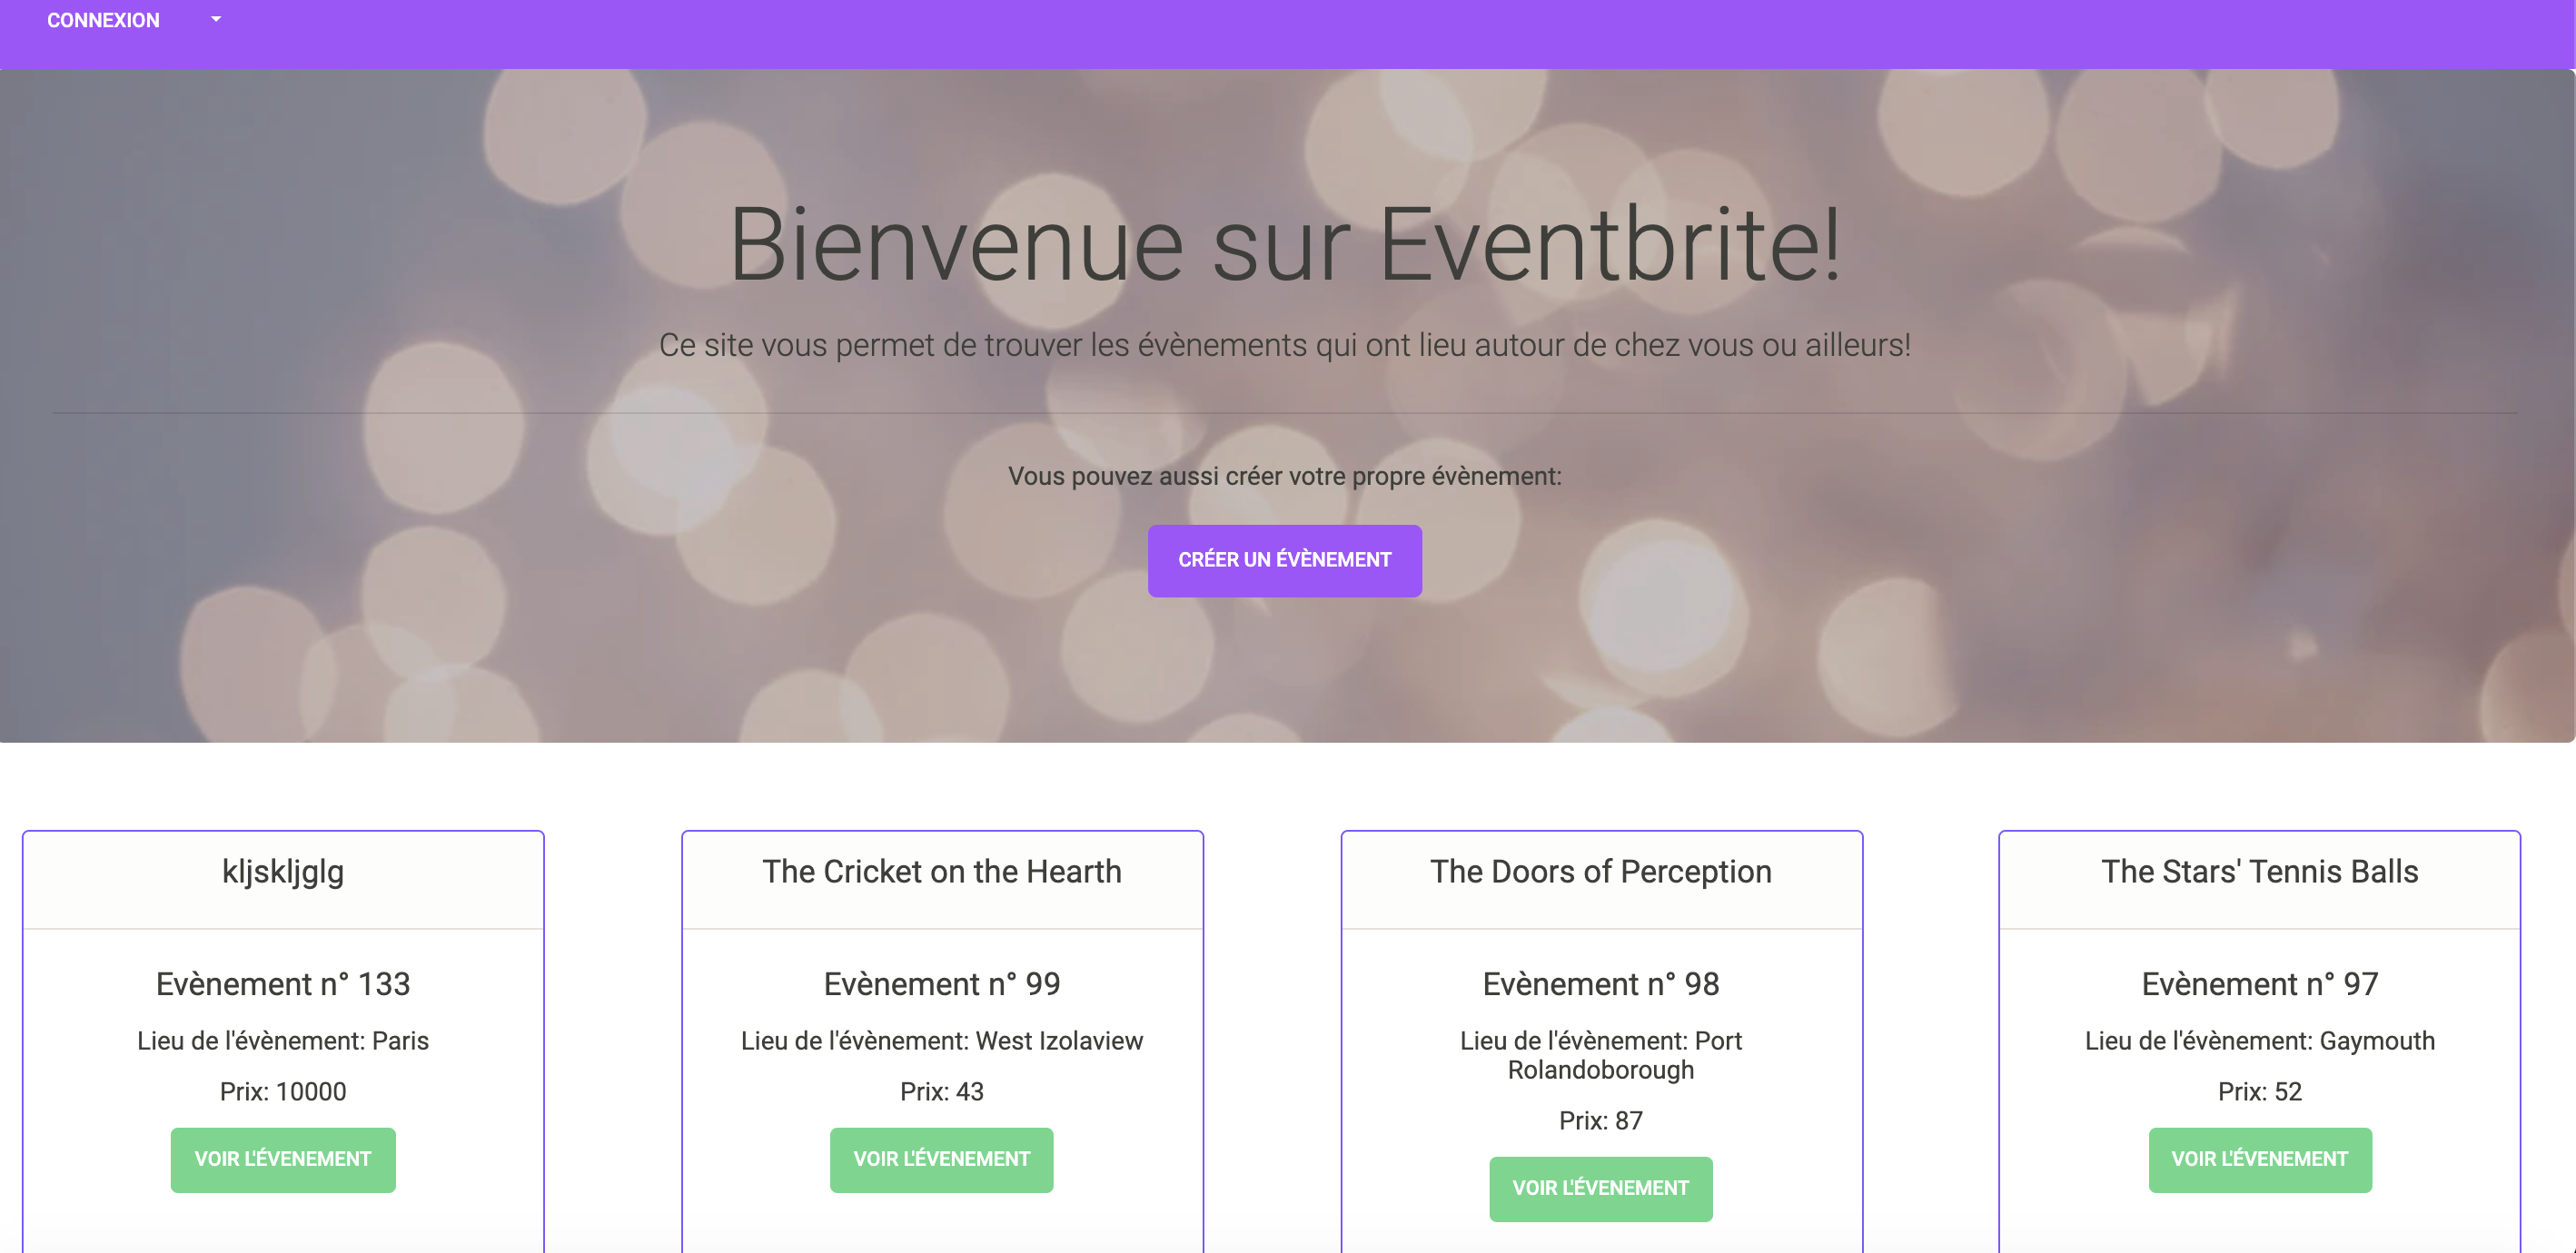 CONNEXION
Bienvenue sur Eventbrite!
Ce site vous permet de trouver les évènements qui ont lieu autour de chez vous ou ailleurs!
Vous pouvez aussi créer votre propre évènement:
CRÉER UN ÉVÈNEMENT
kljskljglg
Evènement n° 133
Lieu de l'évènement: Paris
Prix: 10000
VOIR L'ÉVENEMENT
The Cricket on the Hearth
Evènement n° 99
Lieu de l'évènement: West Izolaview
Prix: 43
VOIR L'ÉVENEMENT
The Doors of Perception
Evènement n° 98
Lieu de l'évènement: Port
Rolandoborough
Prix: 87
VOIR L'ÉVENEMENT
The Stars' Tennis Balls
Evènement n° 97
Lieu de l'évènement: Gaymouth
Prix: 52
VOIR L'ÉVENEMENT